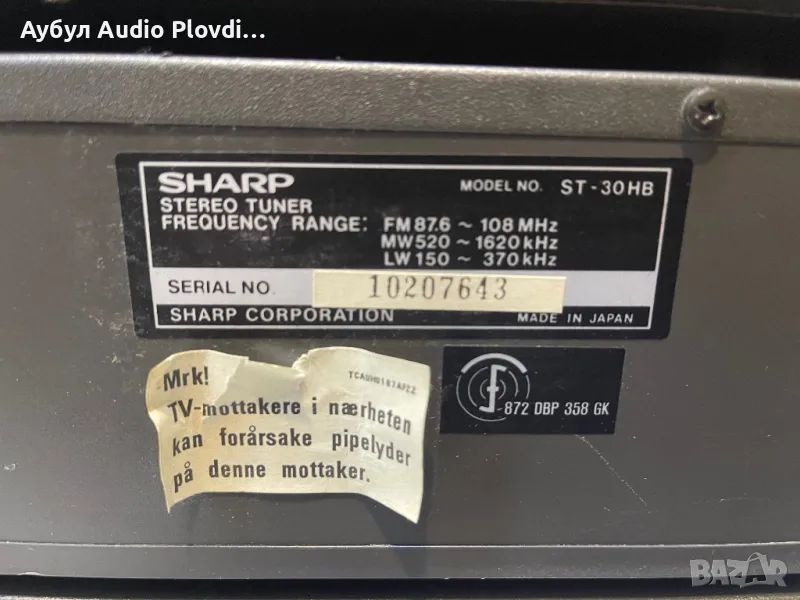 Аубул Audio Plovdi...
SHARP MODEL NO. ST-30HB
STEREO TUNER
FREQUENCY RANGE: FM 87.6 ~ 108 MHz
MW 520 ~ 1620 kHz
LW 150 ~ 370 kHz
SERIAL NO. 10207643
SHARP CORPORATION MADE IN JAPAN
TCAUH0187AFZZ
Mrk!
TV-mottakere i nærheten
kan forårsake pipelyder
på denne mottaker.
872 DBP 358 GK
BAZAR